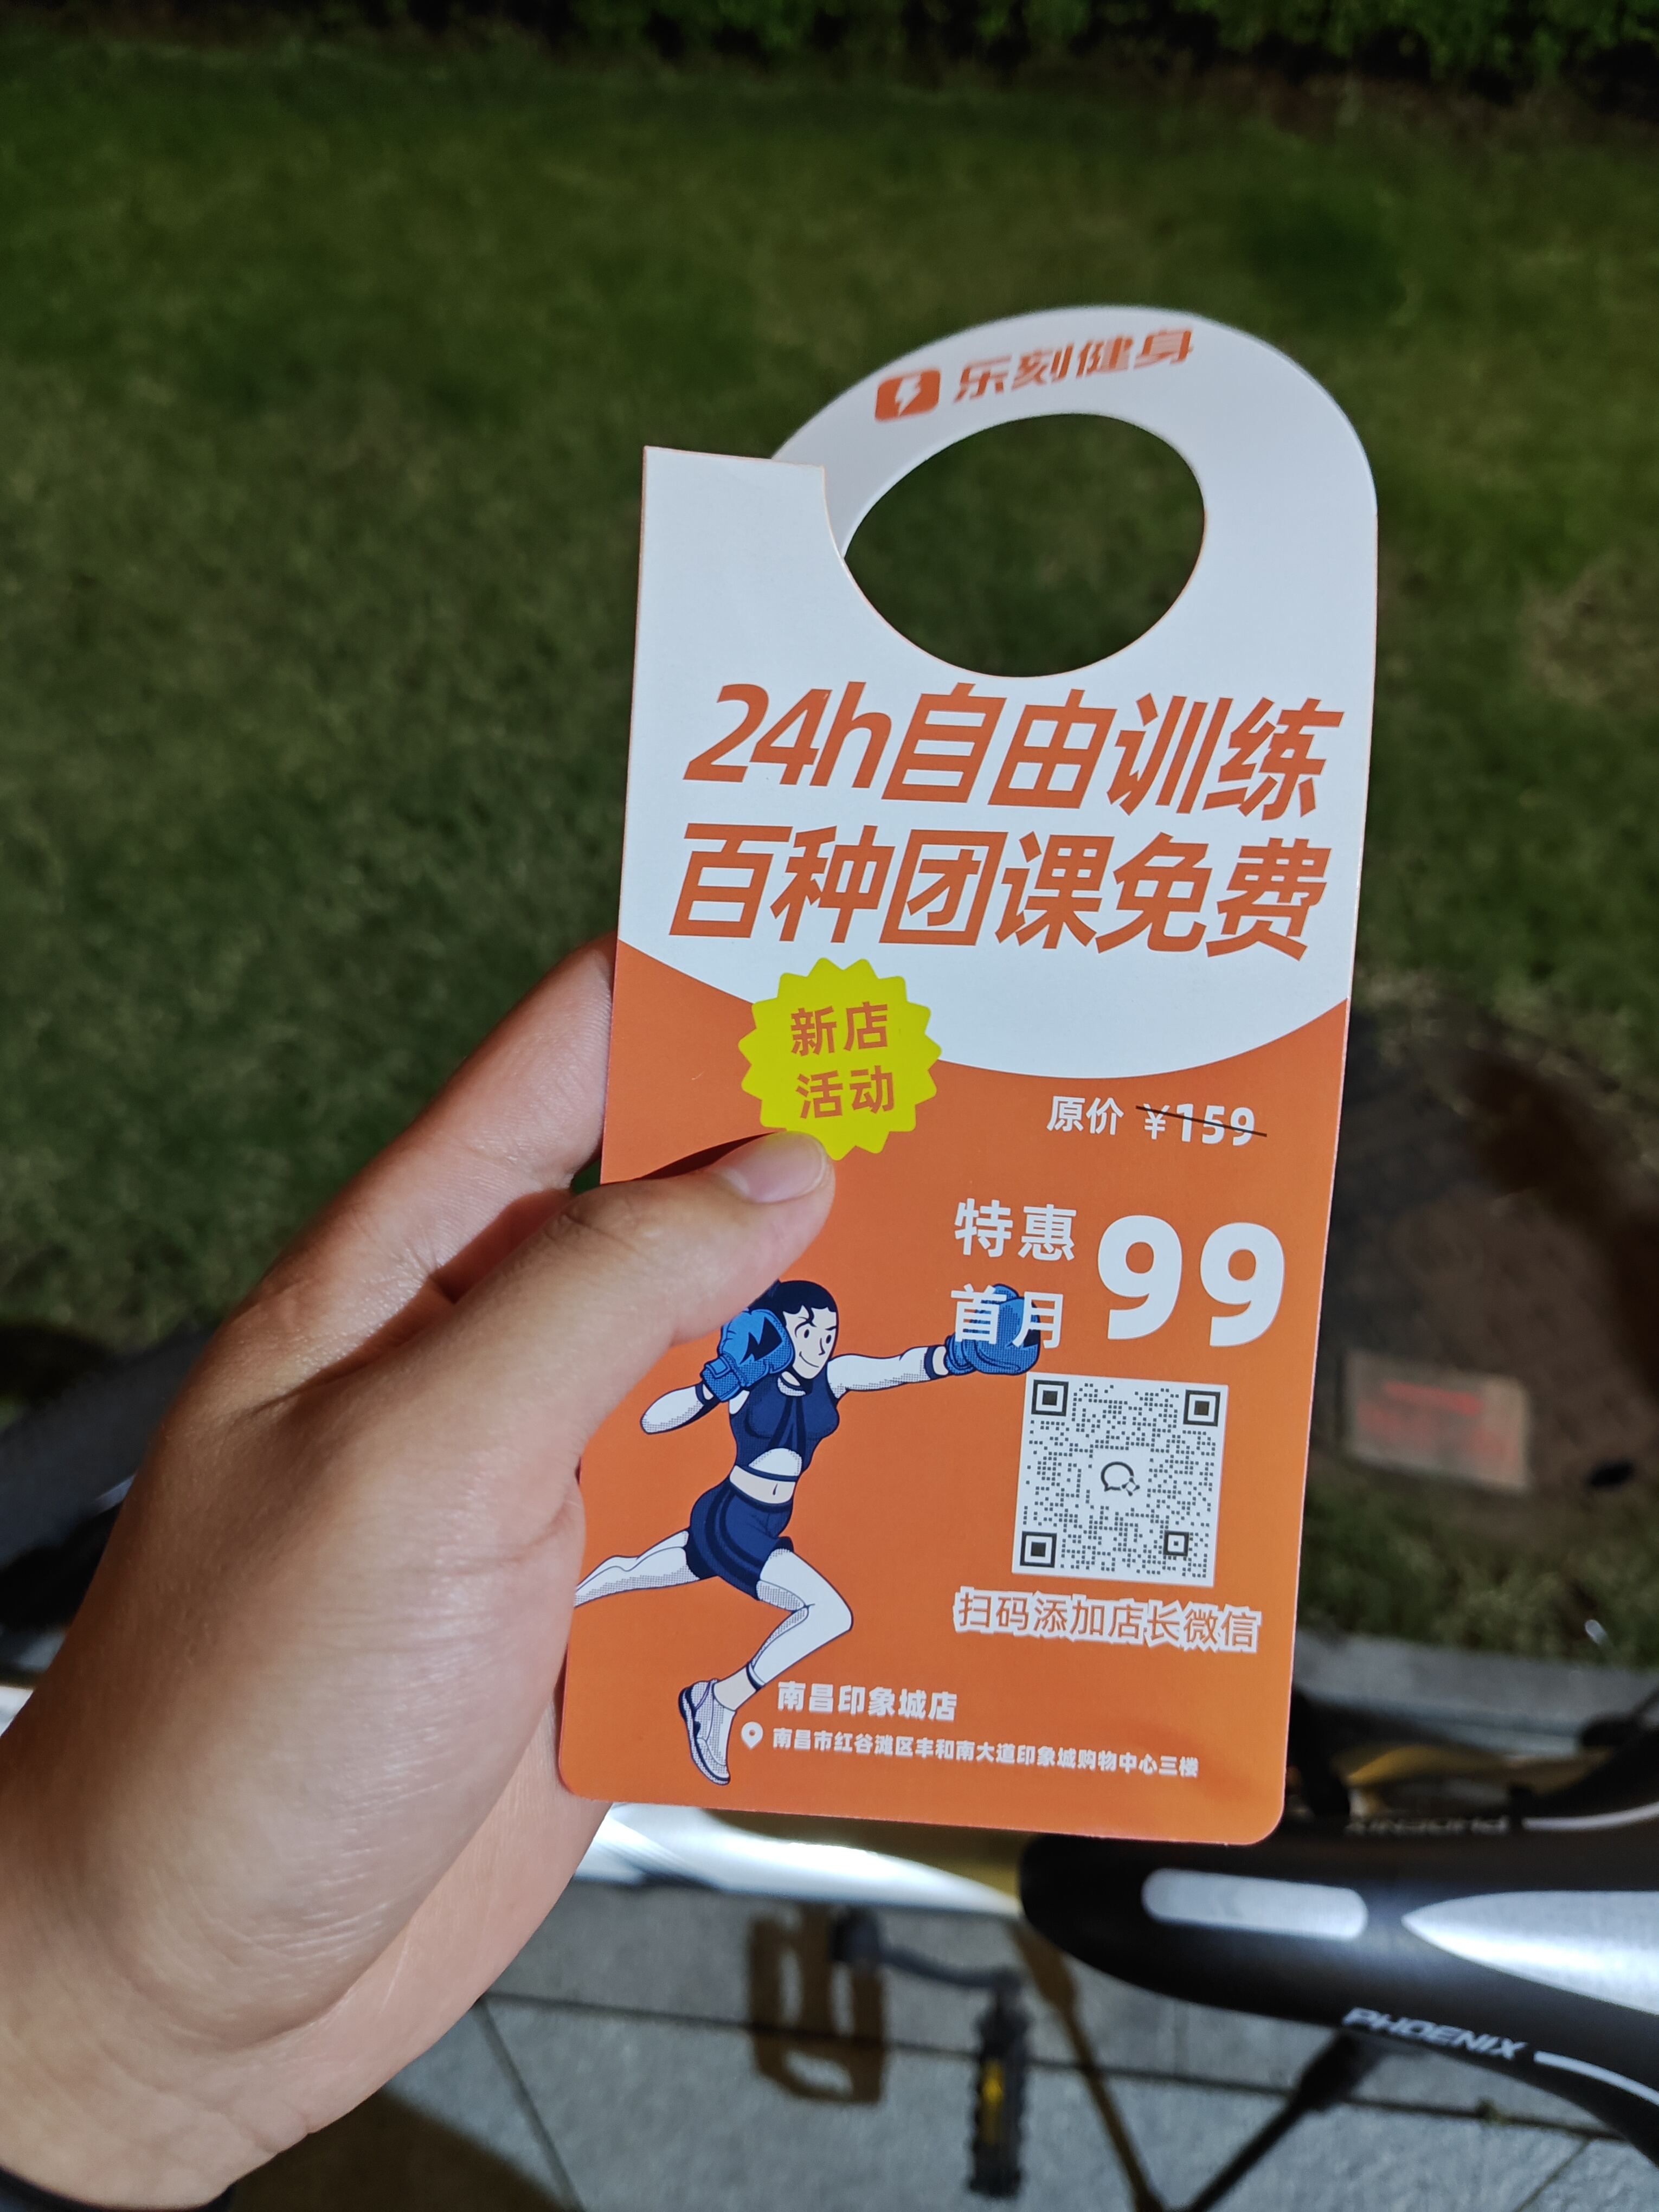 乐刻健身
24h自由训练
百种团课免费
新店
活动
原价 ¥159
特惠
首月
99
扫码添加店长微信
南昌印象城店
南昌市红谷滩区丰和南大道印象城购物中心三楼
PHOENIX